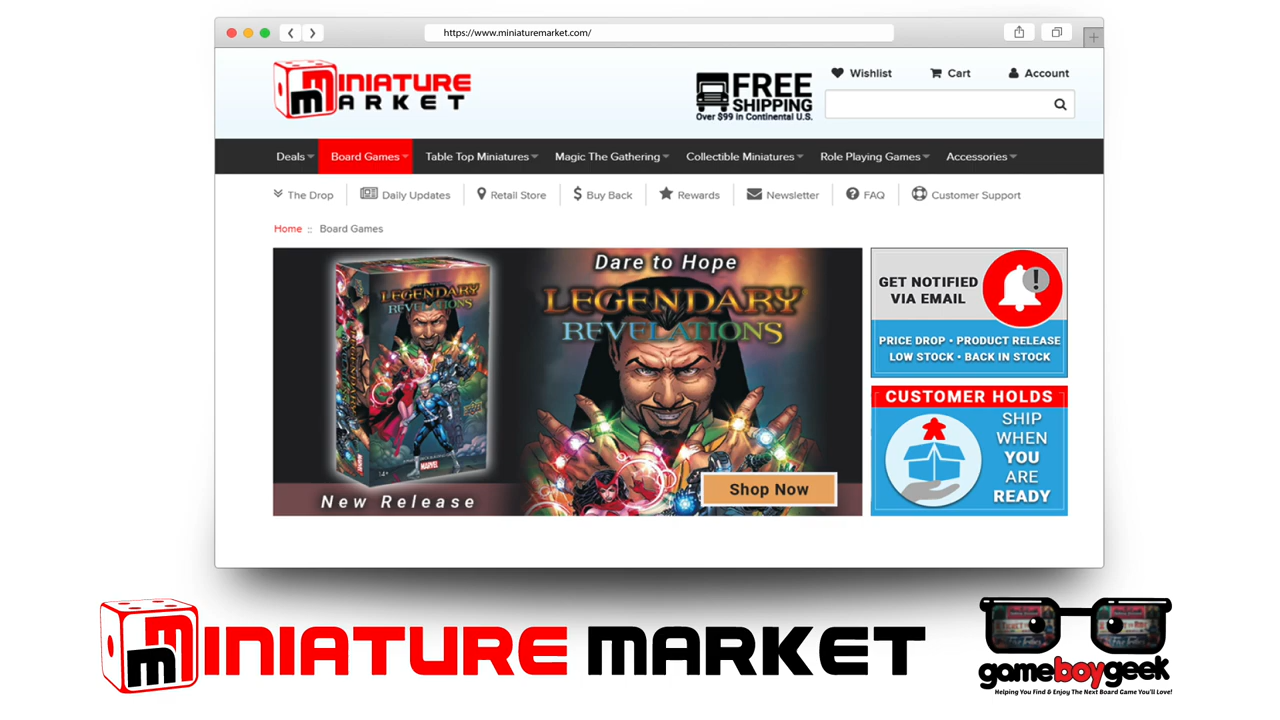 https://www.miniaturemarket.com/
MINIATURE
MARKET
FREE
SHIPPING
Over $99 in Continental U.S.
Wishlist
Cart
Account
Deals
Board Games
Table Top Miniatures
Magic The Gathering
Collectible Miniatures
Role Playing Games
Accessories
The Drop
Daily Updates
Retail Store
Buy Back
Rewards
Newsletter
FAQ
Customer Support
Home :: Board Games
LEGENDARY
REVELATIONS
MARVEL
New Release
Dare to Hope
LEGENDARY
REVELATIONS
Shop Now
GET NOTIFIED
VIA EMAIL
PRICE DROP • PRODUCT RELEASE
LOW STOCK • BACK IN STOCK
CUSTOMER HOLDS
SHIP
WHEN
YOU
ARE
READY
MINIATURE MARKET
gameboygeek
Helping You Find & Enjoy The Next Board Game You'll Love!